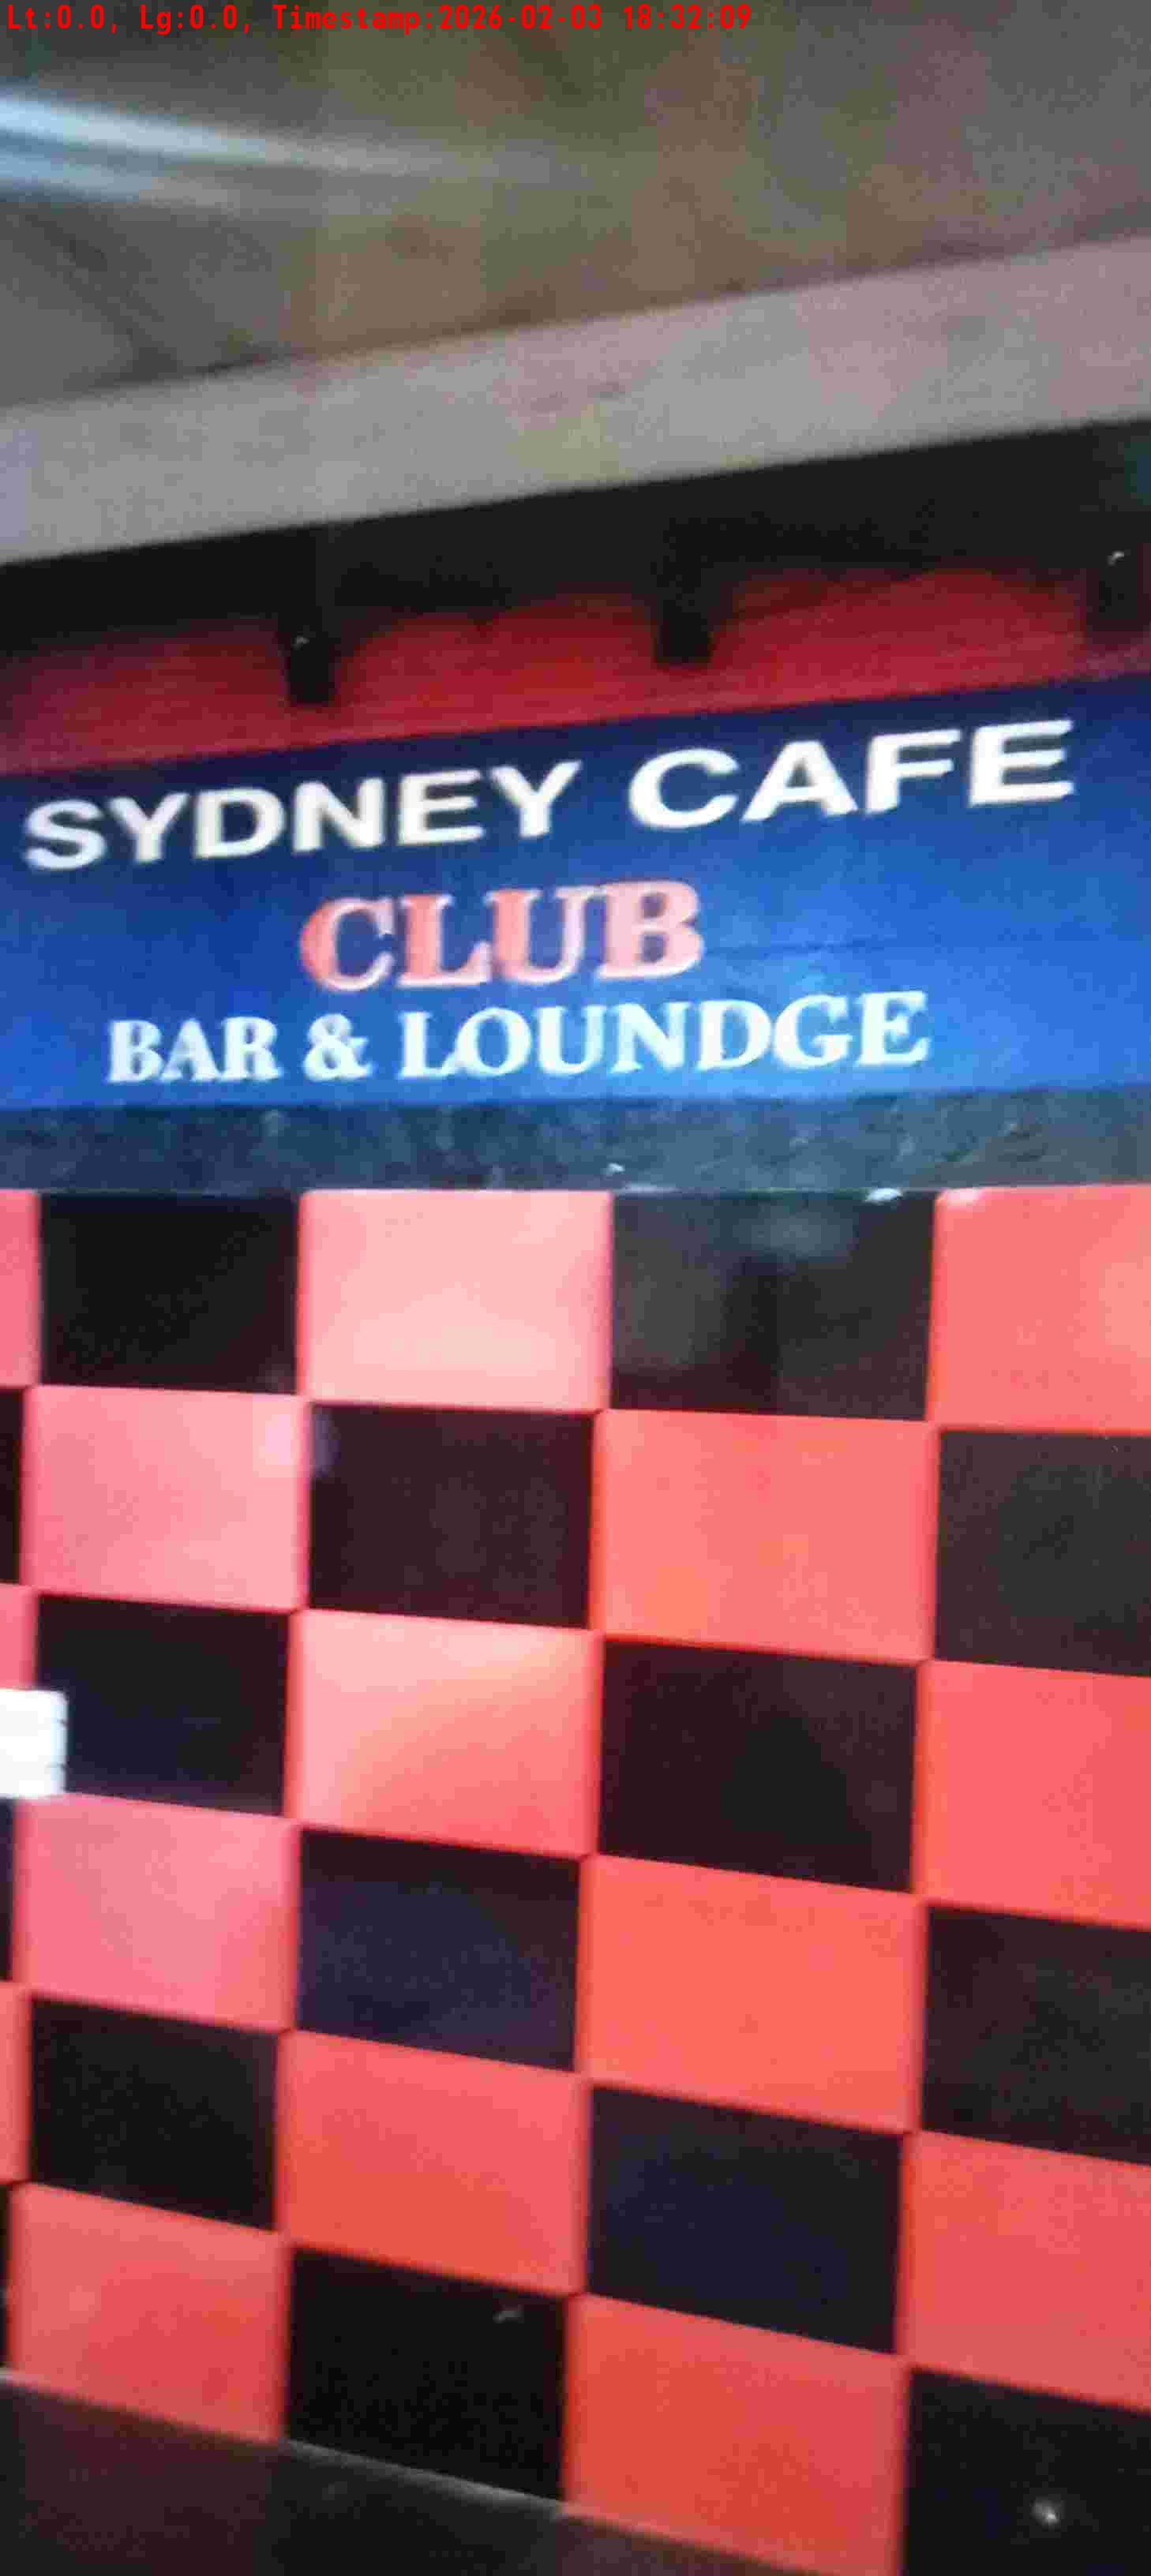 Lt:0.0, Lg:0.0, Timestamp:2026-02-03 18:32:09
SYDNEY CAFE
CLUB
BAR & LOUNDGE